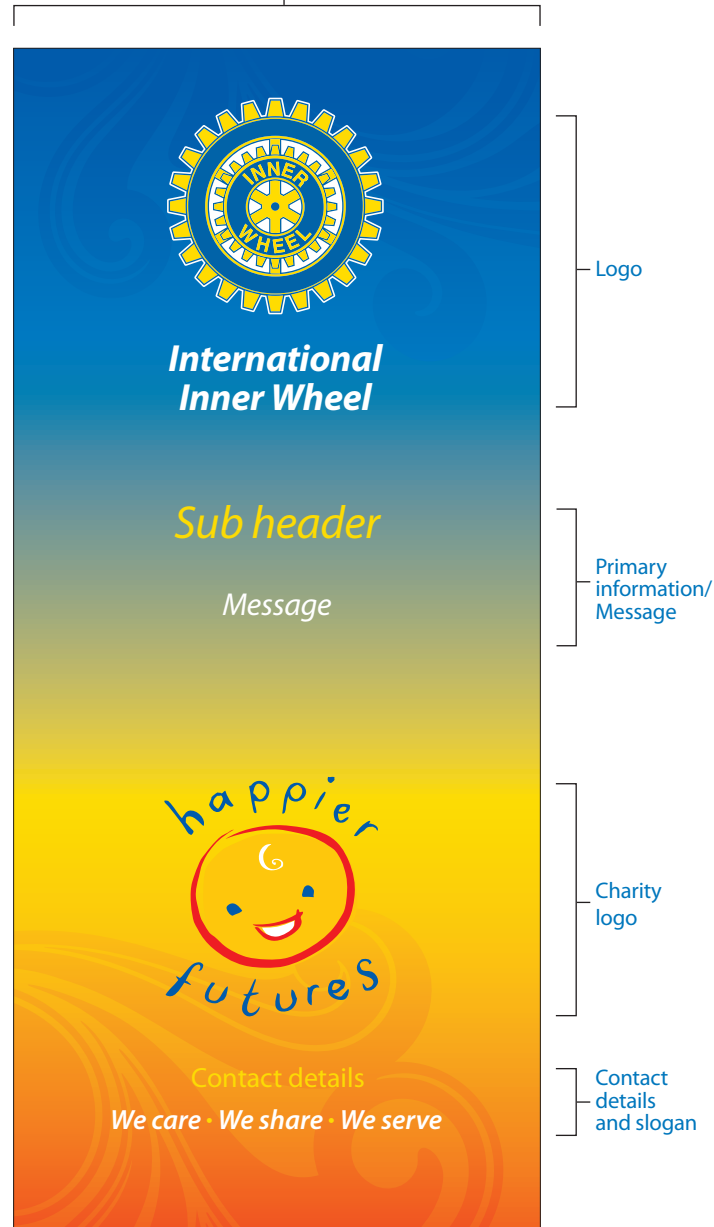 INNER
WHEEL
Logo
International
Inner Wheel
Sub header
Message
Primary
information/
Message
happier
futures
Charity
logo
Contact details
We care · We share · We serve
Contact
details
and slogan